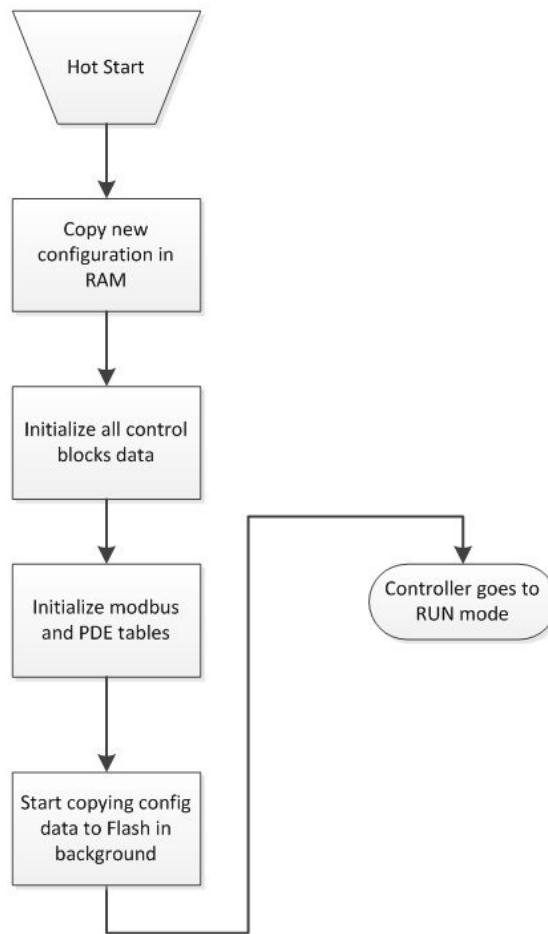 Hot Start
Copy new
configuration in
RAM
Initialize all control
blocks data
Initialize modbus
and PDE tables
Start copying config
data to Flash in
background
Controller goes to
RUN mode